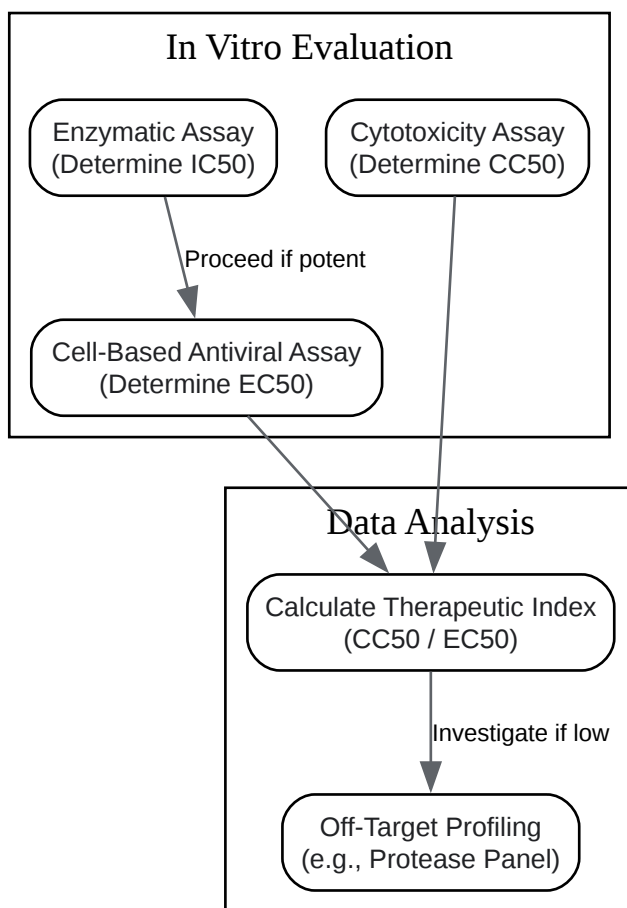 In Vitro Evaluation
Enzymatic Assay
(Determine IC50)
Cytotoxicity Assay
(Determine CC50)
Proceed if potent
Cell-Based Antiviral Assay
(Determine EC50)
Data Analysis
Calculate Therapeutic Index
(CC50 / EC50)
Investigate if low
Off-Target Profiling
(e.g., Protease Panel)